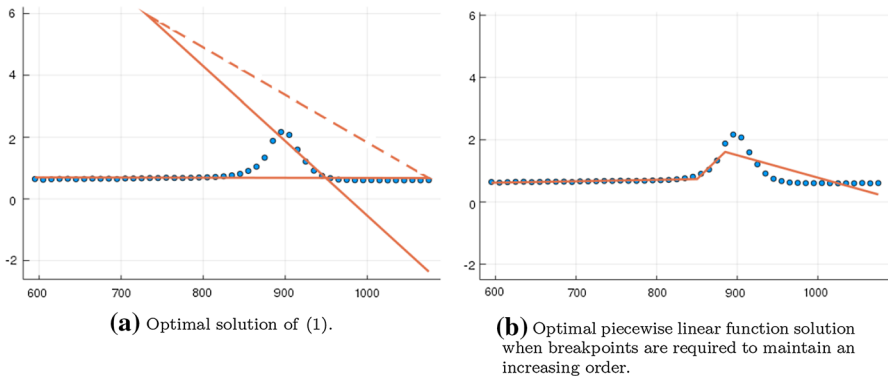 6
4
2
0
-2
600 700 800 900 1000
(a) Optimal solution of (1).
6
4
2
0
-2
600 700 800 900 1000
(b) Optimal piecewise linear function solution
when breakpoints are required to maintain an
increasing order.